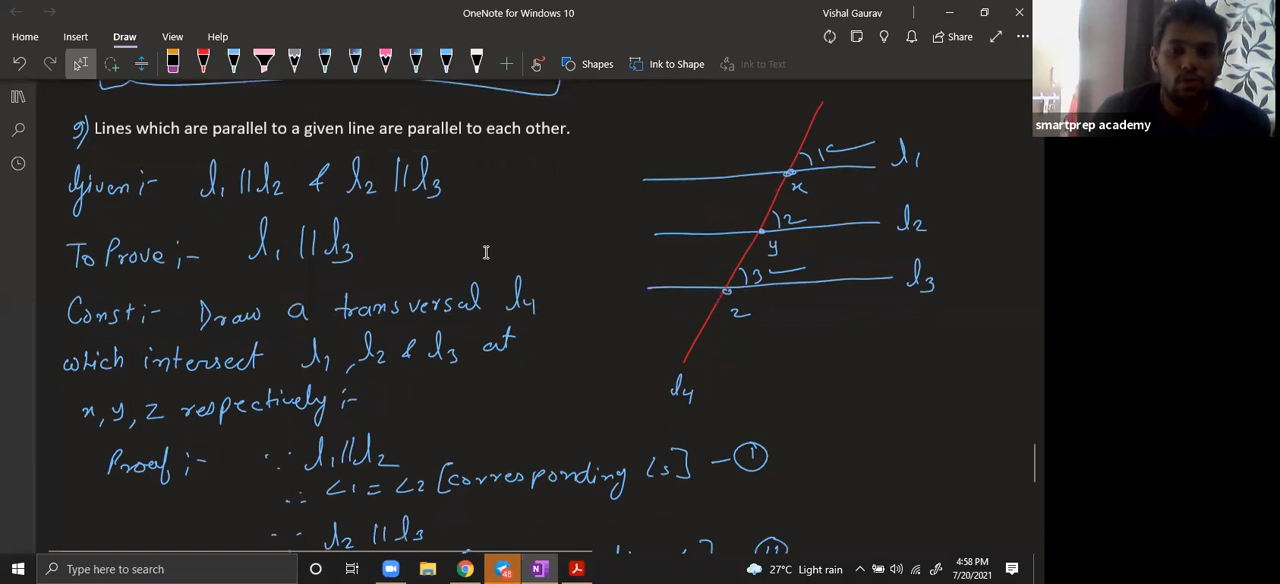 OneNote for Windows 10
Vishal Gaurav
Home Insert Draw View Help
Share
Shapes
Ink to Shape
Ink to Text
smartprep academy
9) Lines which are parallel to a given line are parallel to each other.
Given :- l1 || l2 & l2 || l3
To Prove :- l1 || l3
Const :- Draw a transversal l4
which intersect l1, l2 & l3 at
x, y, z respectively :-
Proof :- ∵ l1 || l2
∴ ∠1 = ∠2 [corresponding ∠s] — ①
∵ l2 || l3
1 l1
x
2 l2
y
3 l3
z
l4
Type here to search
48
27°C Light rain
4:58 PM
7/20/2021